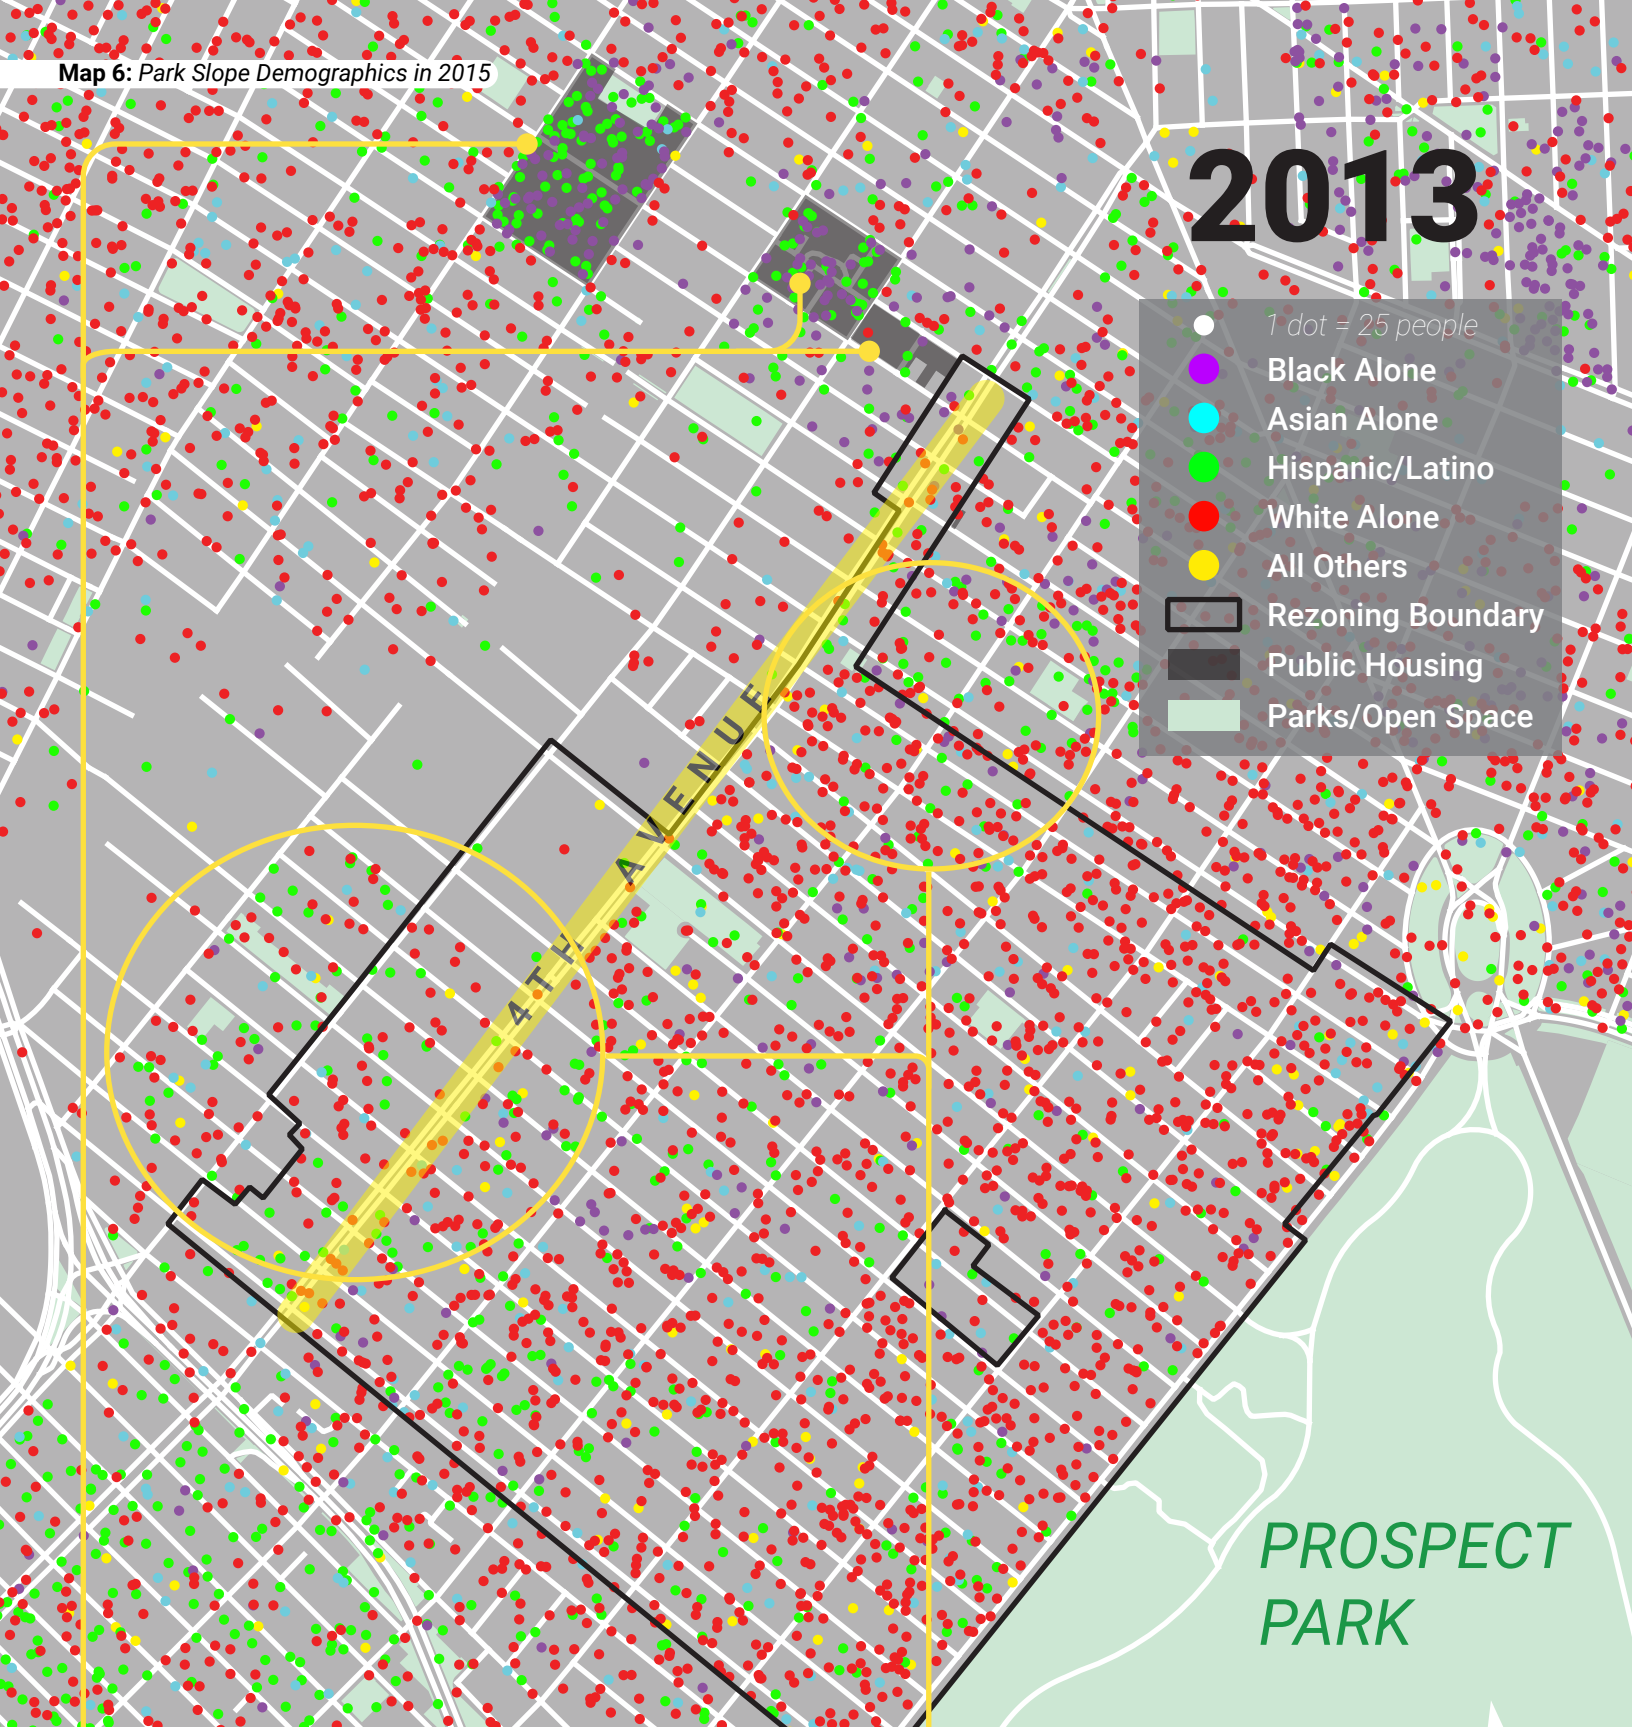 Map 6: Park Slope Demographics in 2015
2013
1 dot = 25 people
Black Alone
Asian Alone
Hispanic/Latino
White Alone
All Others
Rezoning Boundary
Public Housing
Parks/Open Space
4TH AVENUE
PROSPECT
PARK